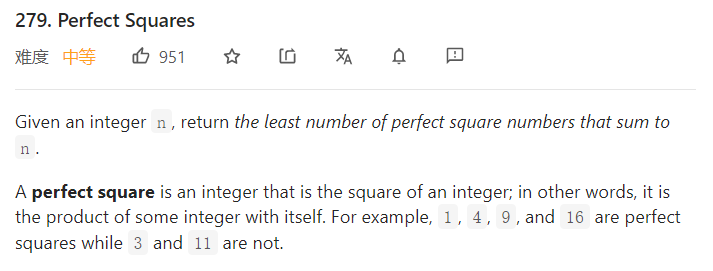 279. Perfect Squares
难度 中等 951
Given an integer n, return the least number of perfect square numbers that sum to
n.
A perfect square is an integer that is the square of an integer; in other words, it is
the product of some integer with itself. For example, 1, 4, 9, and 16 are perfect
squares while 3 and 11 are not.